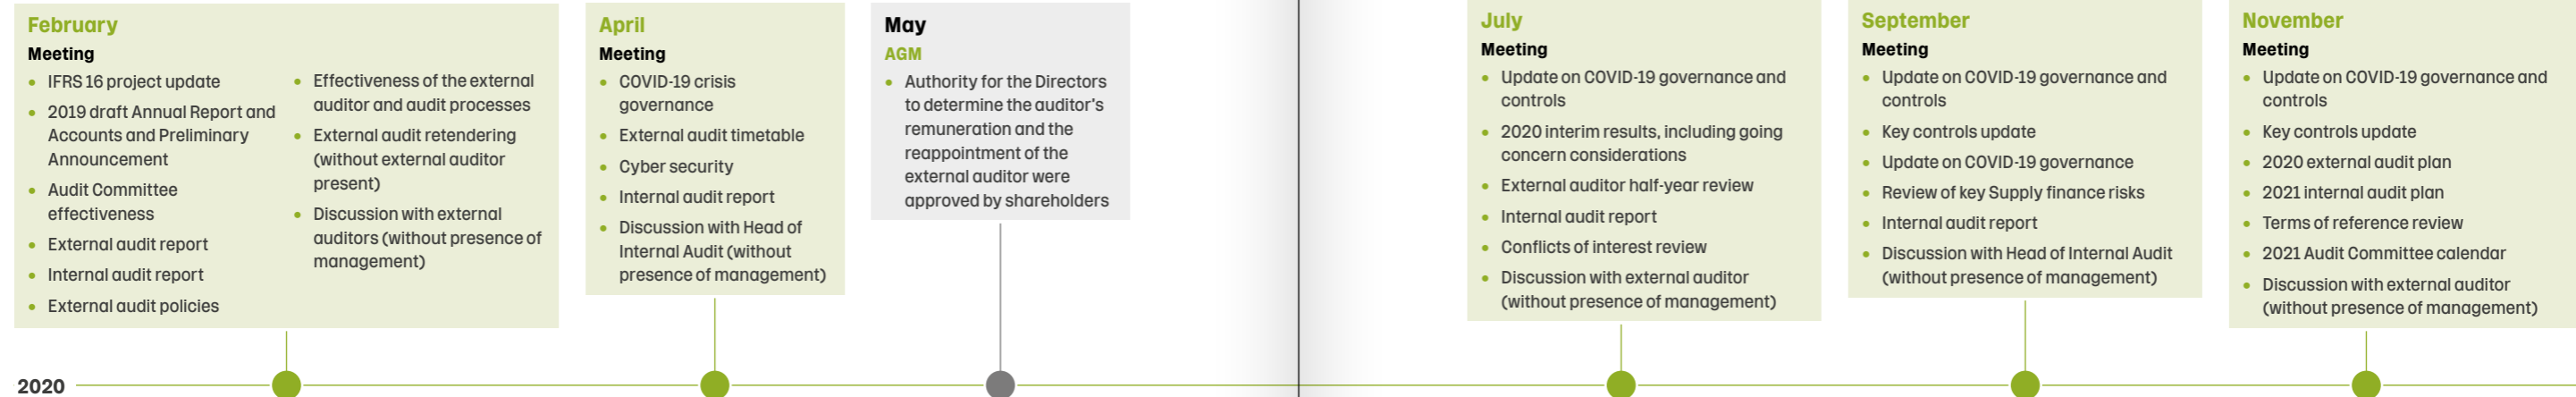 February
Meeting
IFRS 16 project update
2019 draft Annual Report and
Accounts and Preliminary
Announcement
Audit Committee
effectiveness
External audit report
Internal audit report
External audit policies
Effectiveness of the external
auditor and audit processes
External audit retendering
(without external auditor
present)
Discussion with external
auditors (without presence of
management)
April
Meeting
COVID-19 crisis
governance
External audit timetable
Cyber security
Internal audit report
Discussion with Head of
Internal Audit (without
presence of management)
May
AGM
Authority for the Directors
to determine the auditor's
remuneration and the
reappointment of the
external auditor were
approved by shareholders
July
Meeting
Update on COVID-19 governance and
controls
2020 interim results, including going
concern considerations
External auditor half-year review
Internal audit report
Conflicts of interest review
Discussion with external auditor
(without presence of management)
September
Meeting
Update on COVID-19 governance and
controls
Key controls update
Update on COVID-19 governance
Review of key Supply finance risks
Internal audit report
Discussion with Head of Internal Audit
(without presence of management)
November
Meeting
Update on COVID-19 governance and
controls
Key controls update
2020 external audit plan
2021 internal audit plan
Terms of reference review
2021 Audit Committee calendar
Discussion with external auditor
(without presence of management)
2020